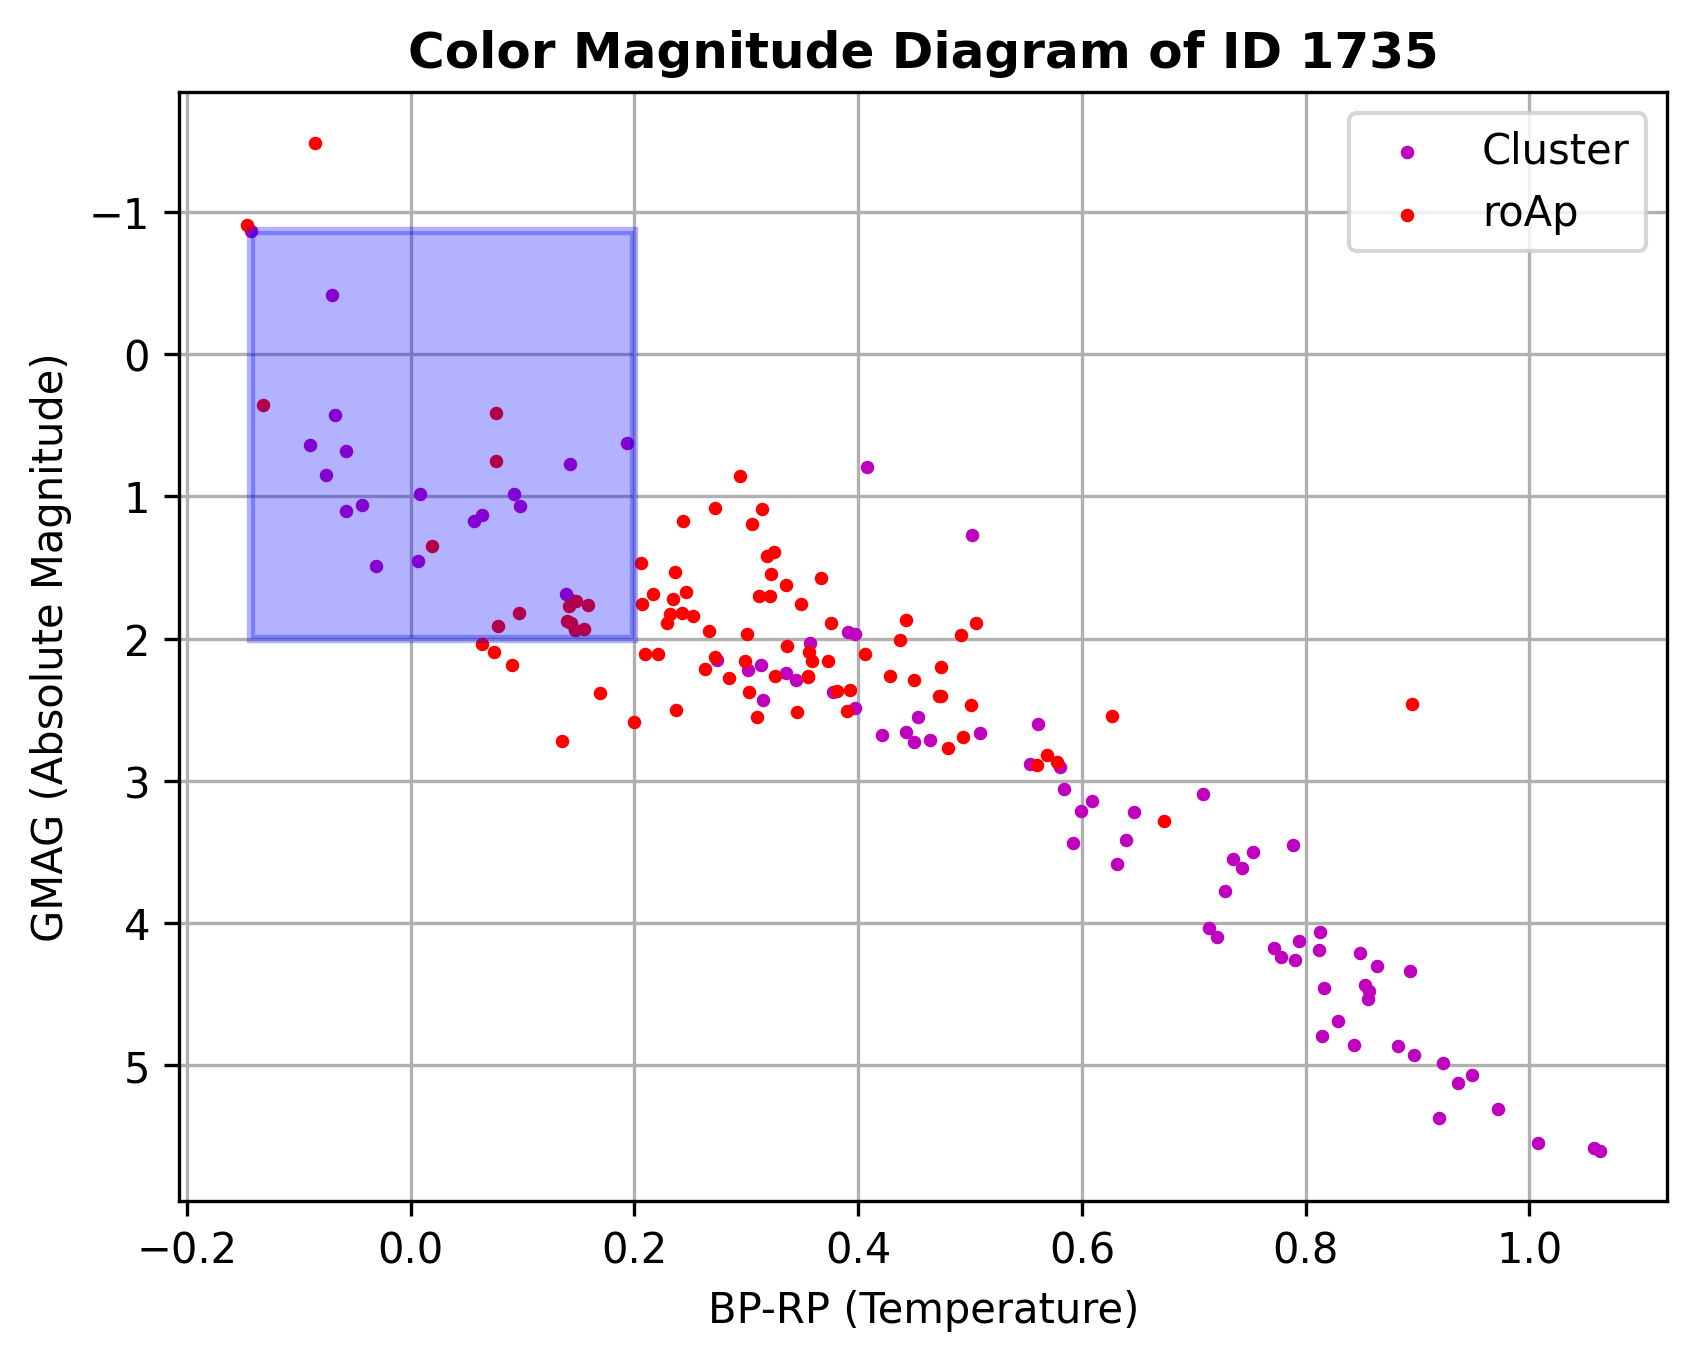 Color Magnitude Diagram of ID 1735
Cluster
roAp
GMAG (Absolute Magnitude)
−1
0
1
2
3
4
5
−0.2 0.0 0.2 0.4 0.6 0.8 1.0
BP-RP (Temperature)